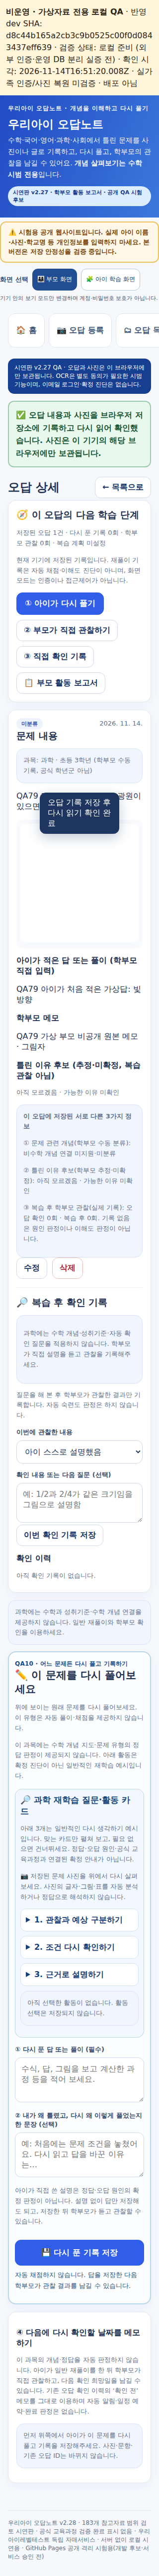 비운영 · 가상자료 전용 로컬 QA · 반영
dev SHA:
d8c44b165a2cb3c9b0525c00f0d084
3437eff639 · 검증 상태: 로컬 준비 (외
부 인증·운영 DB 분리 실증 전) · 확인 시
각: 2026-11-14T16:51:20.008Z · 실가
족 인증/사진 복원 미검증 · 배포 아님
우리아이 오답노트 · 개념을 이해하고 다시 풀기
우리아이 오답노트
수학·국어·영어·과학·사회에서 틀린 문제를 사
진이나 글로 기록하고, 다시 풀고, 학부모의 관
찰을 남길 수 있어요. 개념 살펴보기는 수학
시범 전용입니다.
시연판 v2.27 · 학부모 활동 보고서 · 공개 QA 시험
후보
⚠️ 시험용 공개 웹사이트입니다. 실제 아이 이름
·사진·학교명 등 개인정보를 입력하지 마세요. 본
버전은 저장 안정성을 검증 중입니다.
화면 선택
👪 부모 화면
🧩 아이 학습 화면
기기 안의 보기 모드만 변경하며 계정·비밀번호 보호가 아닙니다.
🏠 홈
📷 오답 등록
🗂 오답 목
시연판 v2.27 QA · 오답과 사진은 이 브라우저에
만 보관됩니다. OCR은 별도 동의가 필요한 시범
기능이며, 이메일 로그인·확장 진단은 없습니다.
✅ 오답 내용과 사진을 브라우저 저
장소에 기록하고 다시 읽어 확인했
습니다. 사진은 이 기기의 해당 브
라우저에만 보관됩니다.
오답 상세
← 목록으로
🧭 이 오답의 다음 학습 단계
저장된 오답 1건 · 다시 푼 기록 0회 · 학부
모 관찰 0회 · 복습 계획 미설정
현재 기기에 저장된 기록입니다. 재풀이 기
록은 자동 채점·이해도 진단이 아니며, 화면
모드는 인증이나 접근제어가 아닙니다.
① 아이가 다시 풀기
② 부모가 직접 관찰하기
③ 직접 확인 기록
📋 부모 활동 보고서
미분류
2026. 11. 14.
문제 내용
과목: 과학 · 초등 3학년 (학부모 수동
기록, 공식 학년군 아님)
QA79
광원이
있으면
오답 기록 저장 후
다시 읽기 확인 완
료
아이가 적은 답 또는 풀이 (학부모
직접 입력)
QA79 아이가 처음 적은 가상답: 빛
방향
학부모 메모
QA79 가상 부모 비공개 원본 메모
· 그림자
틀린 이유 후보 (추정·미확정, 복습
관찰 아님)
아직 모르겠음 · 가능한 이유 미확인
이 오답에 저장된 서로 다른 3가지 정
보
① 문제 관련 개념(학부모 수동 분류):
비수학 개념 연결 미지원·미분류
② 틀린 이유 후보(학부모 추정·미확
정): 아직 모르겠음 · 가능한 이유 미확
인
③ 복습 후 학부모 관찰(실제 기록): 오
답 확인 0회 · 복습 후 0회. 기록 없음
은 원인 판정이나 이해도 판정이 아닙
니다.
수정
삭제
🔎 복습 후 확인 기록
과학에는 수학 개념·성취기준·자동 확
인 질문을 적용하지 않습니다. 학부모
가 직접 설명을 듣고 관찰을 기록해주
세요.
질문을 해 본 후 학부모가 관찰한 결과만 기
록합니다. 자동 숙련도 판정은 하지 않습니
다.
이번에 관찰한 내용
아이 스스로 설명했음
확인 내용 또는 다음 질문 (선택)
예: 1/2과 2/4가 같은 크기임을
그림으로 설명함
이번 확인 기록 저장
확인 이력
아직 확인 기록이 없습니다.
과학에는 수학과 성취기준·수학 개념 연결을
제공하지 않습니다. 일반 재풀이와 학부모 확
인을 이용하세요.
QA10 · 어느 문제든 다시 풀고 기록하기
✏️ 이 문제를 다시 풀어보
세요
위에 보이는 원래 문제를 다시 풀어보세요.
이 유형은 자동 풀이·채점을 제공하지 않습니
다.
이 과목에는 수학 개념 지도·문제 유형의 정
답 판정이 제공되지 않습니다. 아래 활동은
확정 진단이 아닌 일반적인 재학습 예시입니
다.
🔎 과학 재학습 질문·활동 카
드
아래 3개는 일반적인 다시 생각하기 예시
입니다. 맞는 카드만 펼쳐 보고, 필요 없
으면 건너뛰세요. 정답·오답 원인·공식 교
육과정과 연결된 확정 안내가 아닙니다.
📷 저장된 문제 사진을 위에서 다시 살펴
보세요. 사진의 글자·그림·표를 자동 분석
하거나 정답으로 해석하지 않습니다.
▶ 1. 관찰과 예상 구분하기
▶ 2. 조건 다시 확인하기
▶ 3. 근거로 설명하기
아직 선택한 활동이 없습니다. 활동
선택은 저장되지 않습니다.
① 다시 푼 답 또는 풀이 (필수)
수식, 답, 그림을 보고 계산한 과
정 등을 적어 보세요.
② 내가 왜 틀렸고, 다시 왜 이렇게 풀었는지
한 문장 (선택)
예: 처음에는 문제 조건을 놓쳤어
요. 다시 읽고 답을 바꾼 이유
는…
아이가 직접 쓴 설명은 정답·오답 원인의 확
정 판정이 아닙니다. 설명 없이 답만 저장해
도 되고, 저장한 뒤 학부모가 듣고 관찰할 수
있습니다.
💾 다시 푼 기록 저장
자동 채점하지 않습니다. 답을 저장한 다음
학부모가 관찰 결과를 남길 수 있습니다.
④ 다음에 다시 확인할 날짜를 메모
하기
이 과목의 개념·정답을 자동 판정하지 않습
니다. 아이가 일반 재풀이를 한 뒤 학부모가
직접 관찰하고, 다음 확인 희망일을 남길 수
있습니다. 기존 오답 확인 이력의 '확인 전'
메모를 그대로 이용하며 자동 알림·일정 예
약·완료 판정은 없습니다.
먼저 위쪽에서 아이가 이 문제를 다시
풀고 기록을 저장해주세요. 사진·문항·
기존 오답 ID는 바뀌지 않습니다.
우리아이 오답노트 v2.28 · 183개 참고자료 범위 검
토 시연판 · 공식 교육과정 검증 완료 표시 없음 · 우리
아이레벨테스트 독립 자매서비스 · 서버 없이 로컬 시
연용 · GitHub Pages 공개 격리 시험용(개발 후보·서
비스 승인 전)